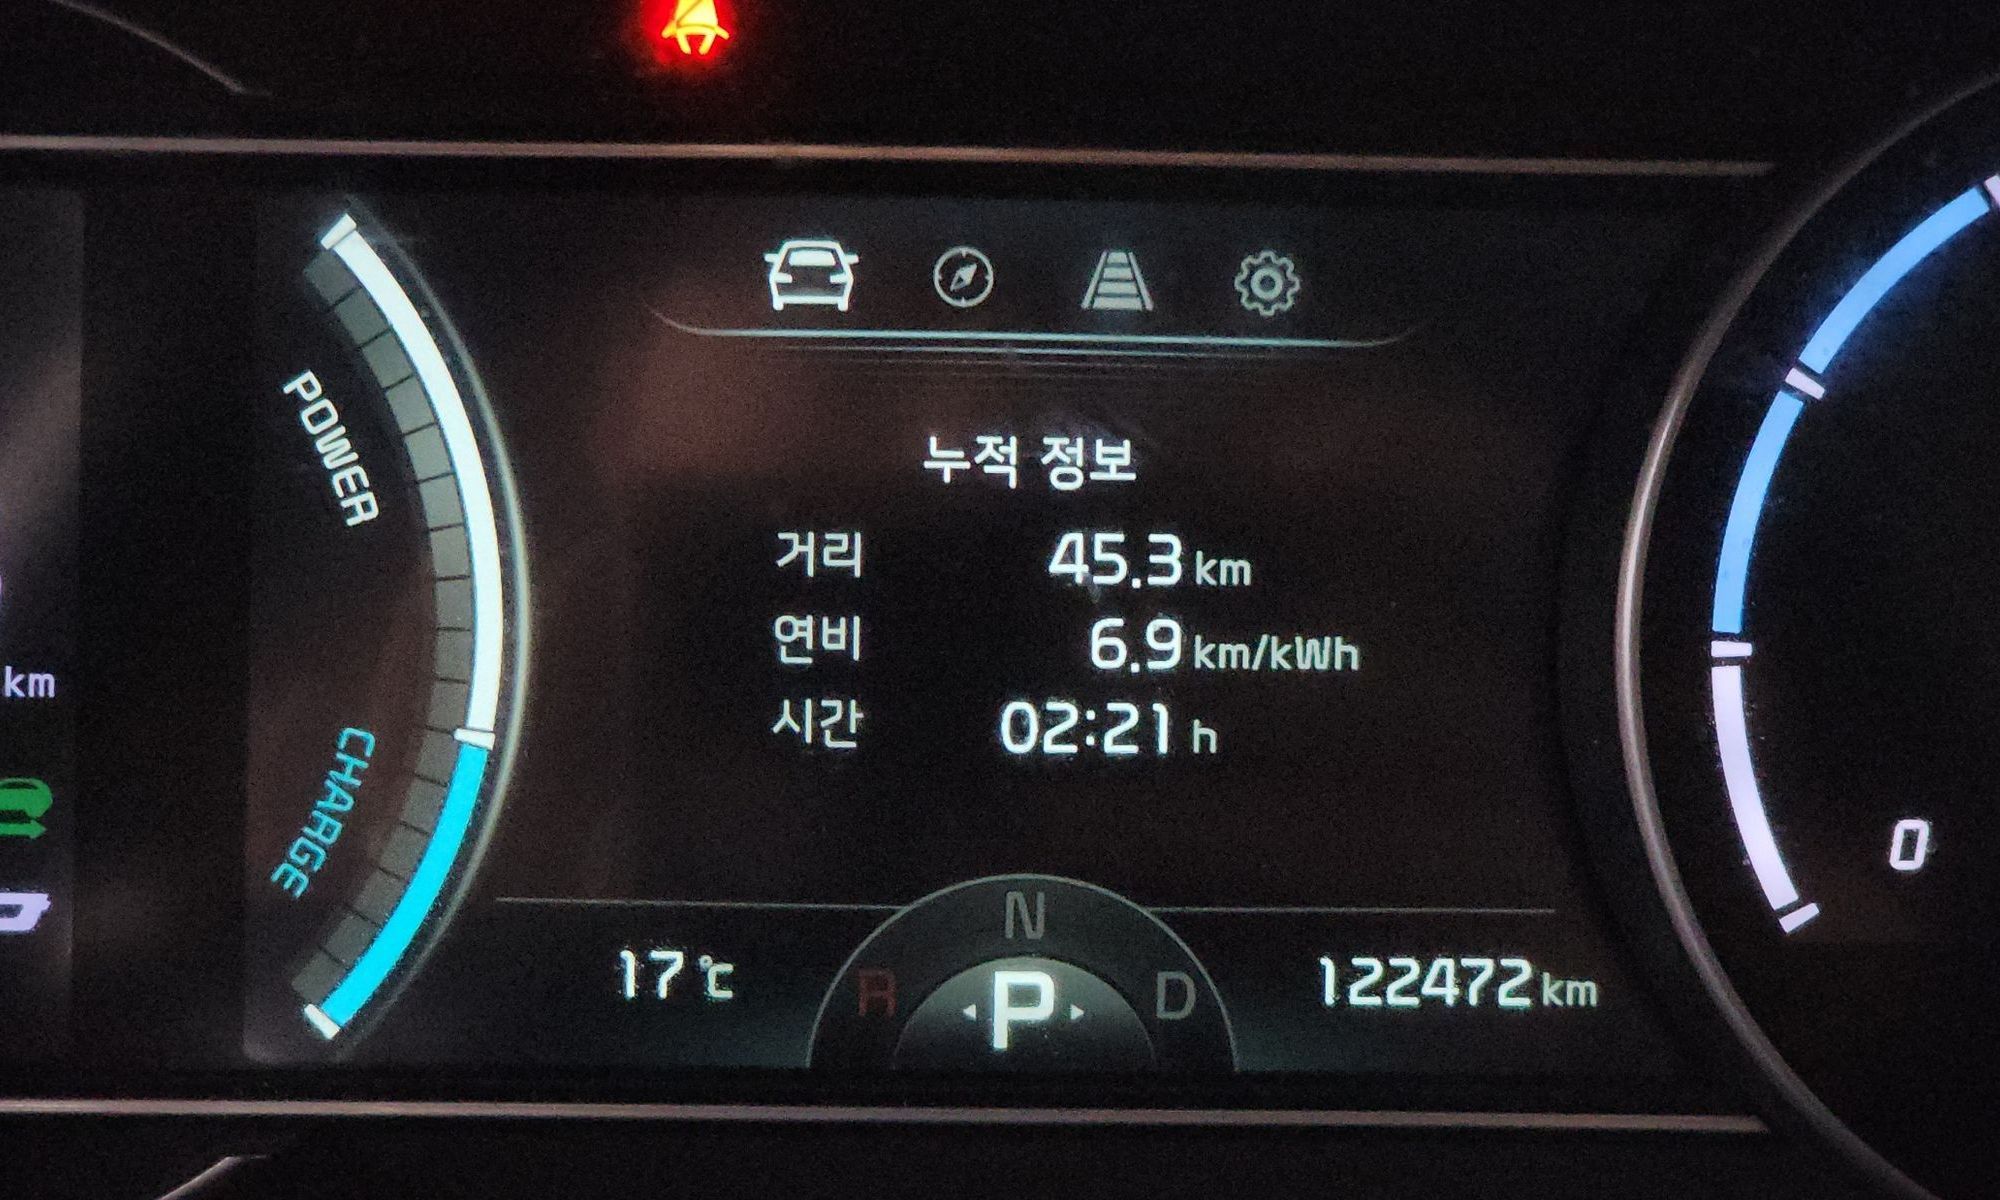 POWER
CHARGE
km
누적 정보
거리 45.3 km
연비 6.9 km/kWh
시간 02:21 h
N
R P D
17 ℃
122472 km
0